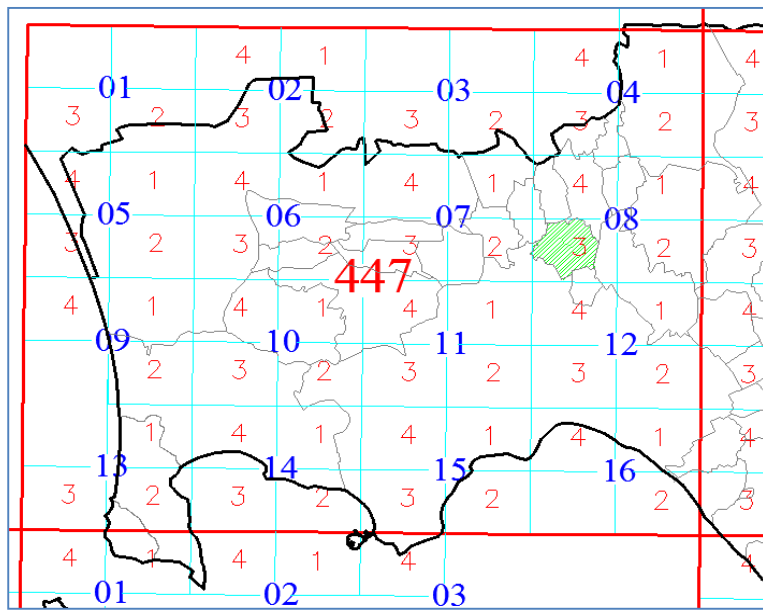 4 1 4 1 4
01 02 03 04
3 2 3 2 2 3 2 3
4 1 4 1 4 1 4 1 4
05 06 07 08
3 2 3 2 3 2 3 2 3
447
4 1 4 1 4 1 4 1 4
09 10 11 12
2 3 2 3 2 3 2 3
1 4 1 4 1 4 1 4
13 14 15 16
3 2 3 2 3 2 2 3
4 1 4 1 4
01 02 03